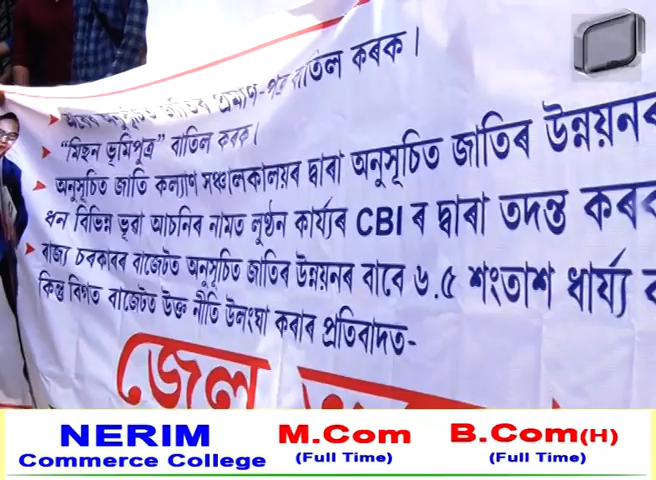 প্ৰমাণ-পত্ৰ বাতিল কৰক।
"মিছন ভূমিপুত্ৰ" বাতিল কৰক।
অনুসূচিত জাতি কল্যাণ সঞ্চালকালয়ৰ দ্বাৰা অনুসূচিত জাতিৰ উন্নয়নৰ
ধন বিভিন্ন ভূৱা আচনিৰ নামত লুণ্ঠন কাৰ্য্যৰ CBI ৰ দ্বাৰা তদন্ত কৰক
ৰাজ্য চৰকাৰৰ বাজেটত অনুসূচিত জাতিৰ উন্নয়নৰ বাবে ৬.৫ শংতাশ ধাৰ্য্য
কিন্তু বিগত বাজেটত উক্ত নীতি উলংঘা কৰাৰ প্ৰতিবাদত-
জেল
NERIM M.Com B.Com(H)
Commerce College (Full Time) (Full Time)